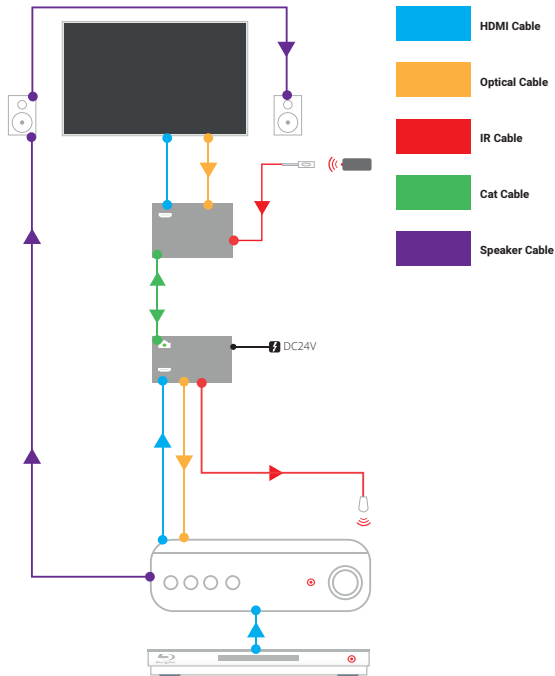 HDMI Cable
Optical Cable
IR Cable
Cat Cable
Speaker Cable
DC24V